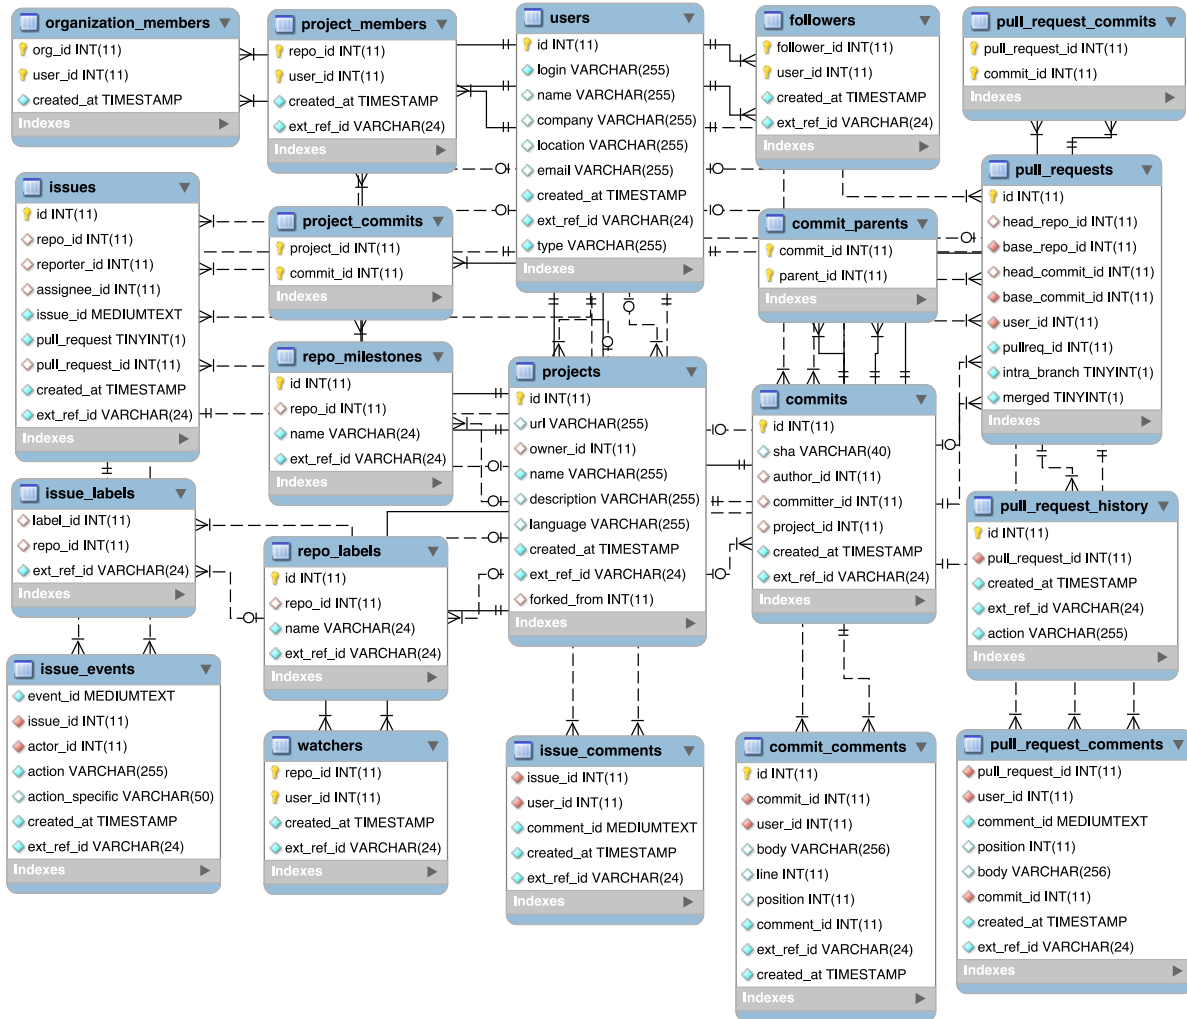 organization_members
org_id INT(11)
user_id INT(11)
created_at TIMESTAMP
Indexes
project_members
repo_id INT(11)
user_id INT(11)
created_at TIMESTAMP
ext_ref_id VARCHAR(24)
Indexes
users
id INT(11)
login VARCHAR(255)
name VARCHAR(255)
company VARCHAR(255)
location VARCHAR(255)
email VARCHAR(255)
created_at TIMESTAMP
ext_ref_id VARCHAR(24)
type VARCHAR(255)
Indexes
followers
follower_id INT(11)
user_id INT(11)
created_at TIMESTAMP
ext_ref_id VARCHAR(24)
Indexes
pull_request_commits
pull_request_id INT(11)
commit_id INT(11)
Indexes
issues
id INT(11)
repo_id INT(11)
reporter_id INT(11)
assignee_id INT(11)
issue_id MEDIUMTEXT
pull_request TINYINT(1)
pull_request_id INT(11)
created_at TIMESTAMP
ext_ref_id VARCHAR(24)
Indexes
project_commits
project_id INT(11)
commit_id INT(11)
Indexes
commit_parents
commit_id INT(11)
parent_id INT(11)
Indexes
pull_requests
id INT(11)
head_repo_id INT(11)
base_repo_id INT(11)
head_commit_id INT(11)
base_commit_id INT(11)
user_id INT(11)
pullreq_id INT(11)
intra_branch TINYINT(1)
merged TINYINT(1)
Indexes
repo_milestones
id INT(11)
repo_id INT(11)
name VARCHAR(24)
ext_ref_id VARCHAR(24)
Indexes
projects
id INT(11)
url VARCHAR(255)
owner_id INT(11)
name VARCHAR(255)
description VARCHAR(255)
language VARCHAR(255)
created_at TIMESTAMP
ext_ref_id VARCHAR(24)
forked_from INT(11)
Indexes
commits
id INT(11)
sha VARCHAR(40)
author_id INT(11)
committer_id INT(11)
project_id INT(11)
created_at TIMESTAMP
ext_ref_id VARCHAR(24)
Indexes
issue_labels
label_id INT(11)
repo_id INT(11)
ext_ref_id VARCHAR(24)
Indexes
repo_labels
id INT(11)
repo_id INT(11)
name VARCHAR(24)
ext_ref_id VARCHAR(24)
Indexes
pull_request_history
id INT(11)
pull_request_id INT(11)
created_at TIMESTAMP
ext_ref_id VARCHAR(24)
action VARCHAR(255)
Indexes
issue_events
event_id MEDIUMTEXT
issue_id INT(11)
actor_id INT(11)
action VARCHAR(255)
action_specific VARCHAR(50)
created_at TIMESTAMP
ext_ref_id VARCHAR(24)
Indexes
watchers
repo_id INT(11)
user_id INT(11)
created_at TIMESTAMP
ext_ref_id VARCHAR(24)
Indexes
issue_comments
issue_id INT(11)
user_id INT(11)
comment_id MEDIUMTEXT
created_at TIMESTAMP
ext_ref_id VARCHAR(24)
Indexes
commit_comments
id INT(11)
commit_id INT(11)
user_id INT(11)
body VARCHAR(256)
line INT(11)
position INT(11)
comment_id INT(11)
ext_ref_id VARCHAR(24)
created_at TIMESTAMP
Indexes
pull_request_comments
pull_request_id INT(11)
user_id INT(11)
comment_id MEDIUMTEXT
position INT(11)
body VARCHAR(256)
commit_id INT(11)
created_at TIMESTAMP
ext_ref_id VARCHAR(24)
Indexes